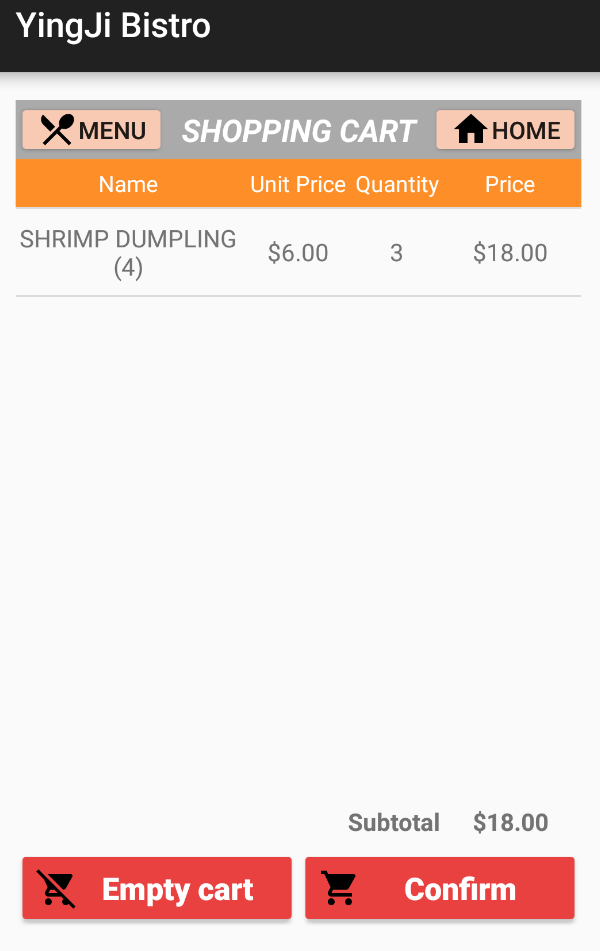 YingJi Bistro
MENU SHOPPING CART HOME
Name Unit Price Quantity Price
SHRIMP DUMPLING
(4) $6.00 3 $18.00
Subtotal $18.00
Empty cart Confirm